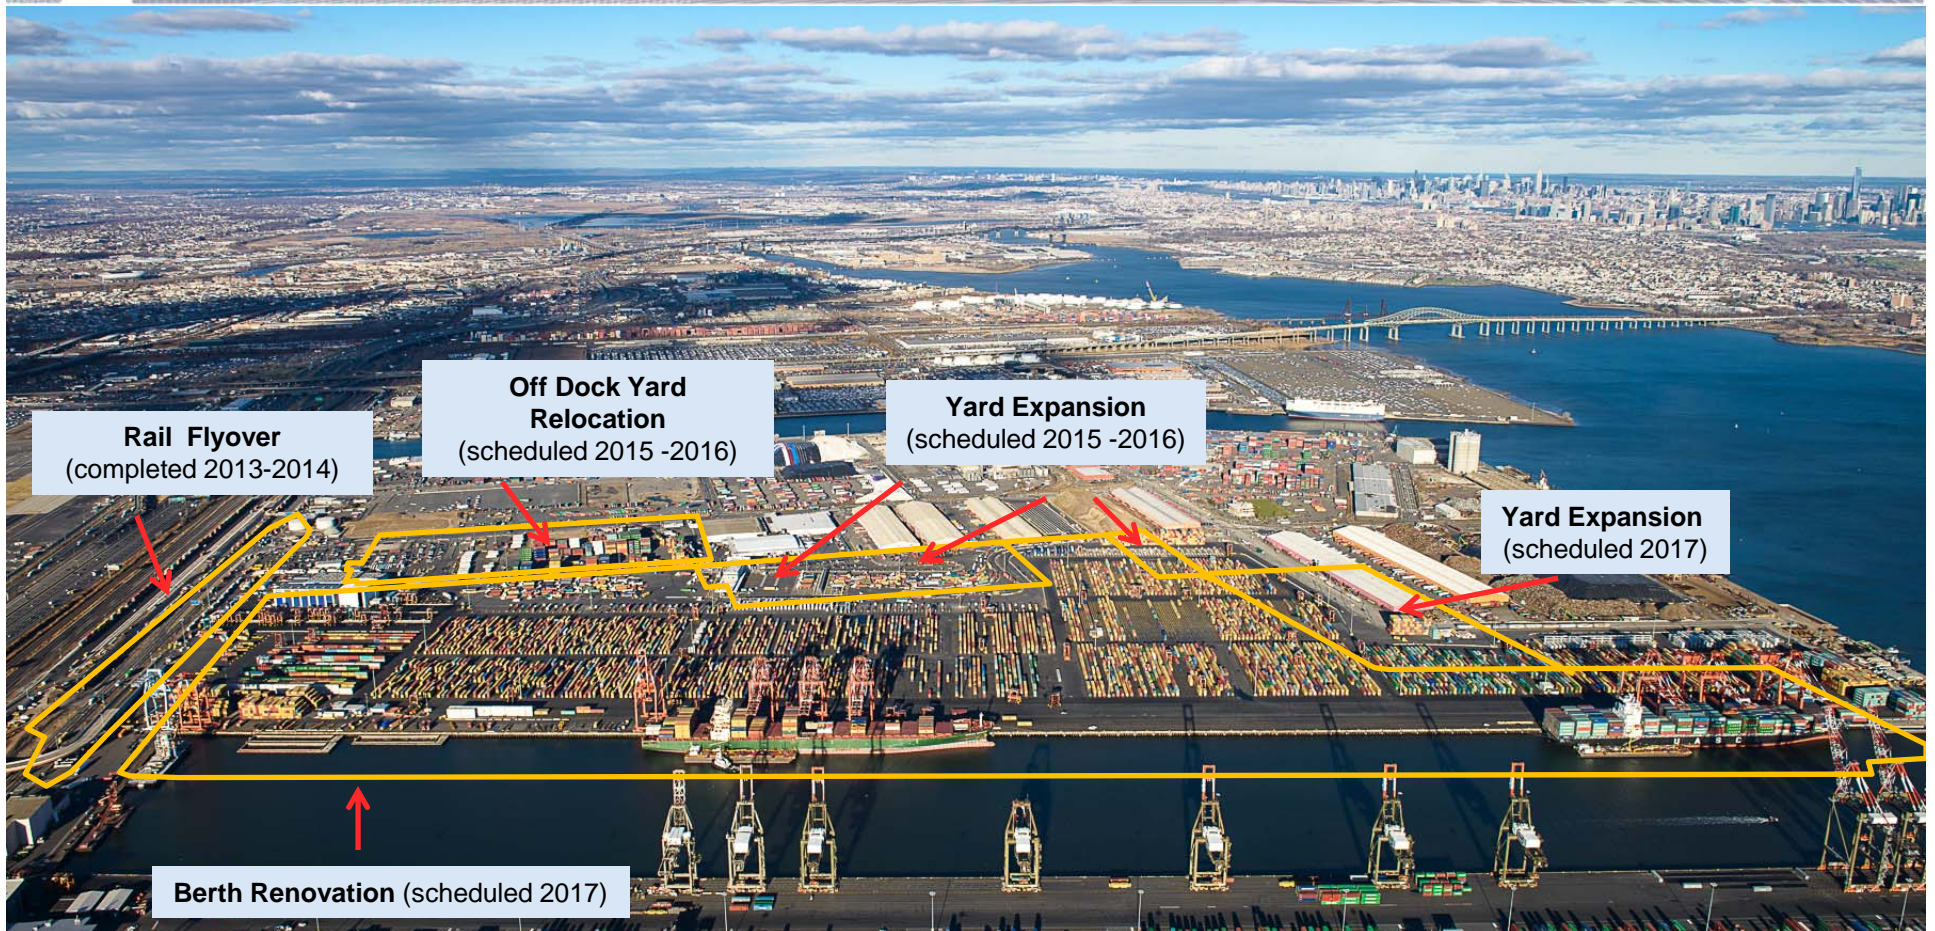 Off Dock Yard
Relocation
(scheduled 2015 -2016)
Yard Expansion
(scheduled 2015 -2016)
Rail Flyover
(completed 2013-2014)
Yard Expansion
(scheduled 2017)
Berth Renovation (scheduled 2017)